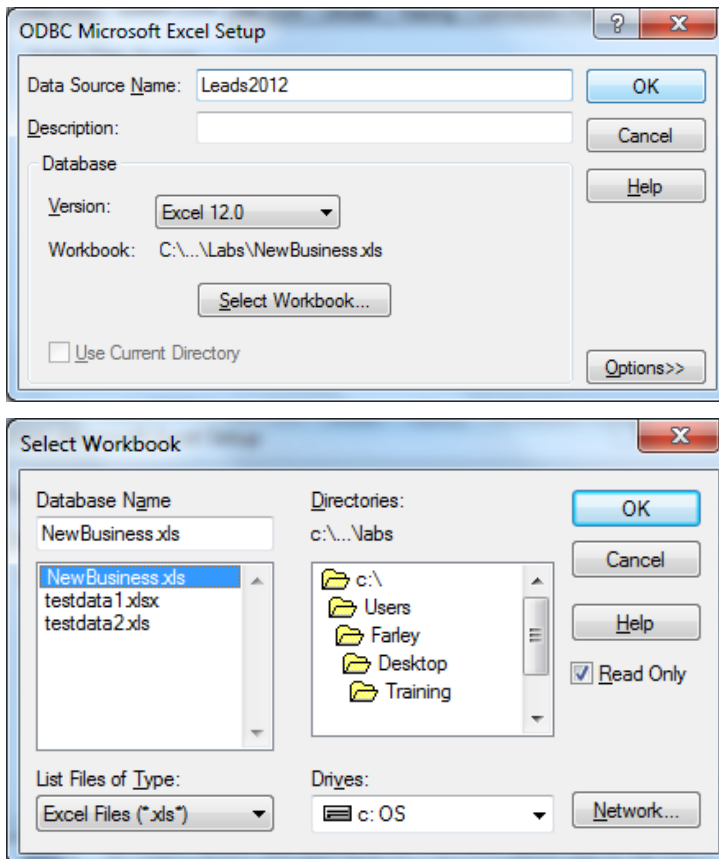 ODBC Microsoft Excel Setup
?
X
Data Source Name: Leads2012
OK
Description:
Cancel
Database
Help
Version: Excel 12.0
Workbook: C:\...\Labs\NewBusiness.xls
Select Workbook...
Use Current Directory
Options>>
Select Workbook
X
Database Name
Directories:
OK
NewBusiness.xls
c:\...\labs
Cancel
NewBusiness.xls
testdata1.xlsx
testdata2.xls
c:\
Users
Farley
Desktop
Training
Help
Read Only
List Files of Type:
Drives:
Excel Files (*.xls*)
c: OS
Network...